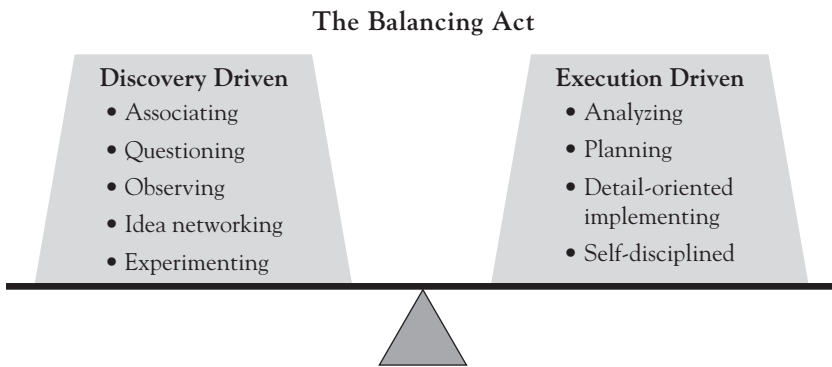 The Balancing Act
Discovery Driven
• Associating
• Questioning
• Observing
• Idea networking
• Experimenting
Execution Driven
• Analyzing
• Planning
• Detail-oriented
implementing
• Self-disciplined